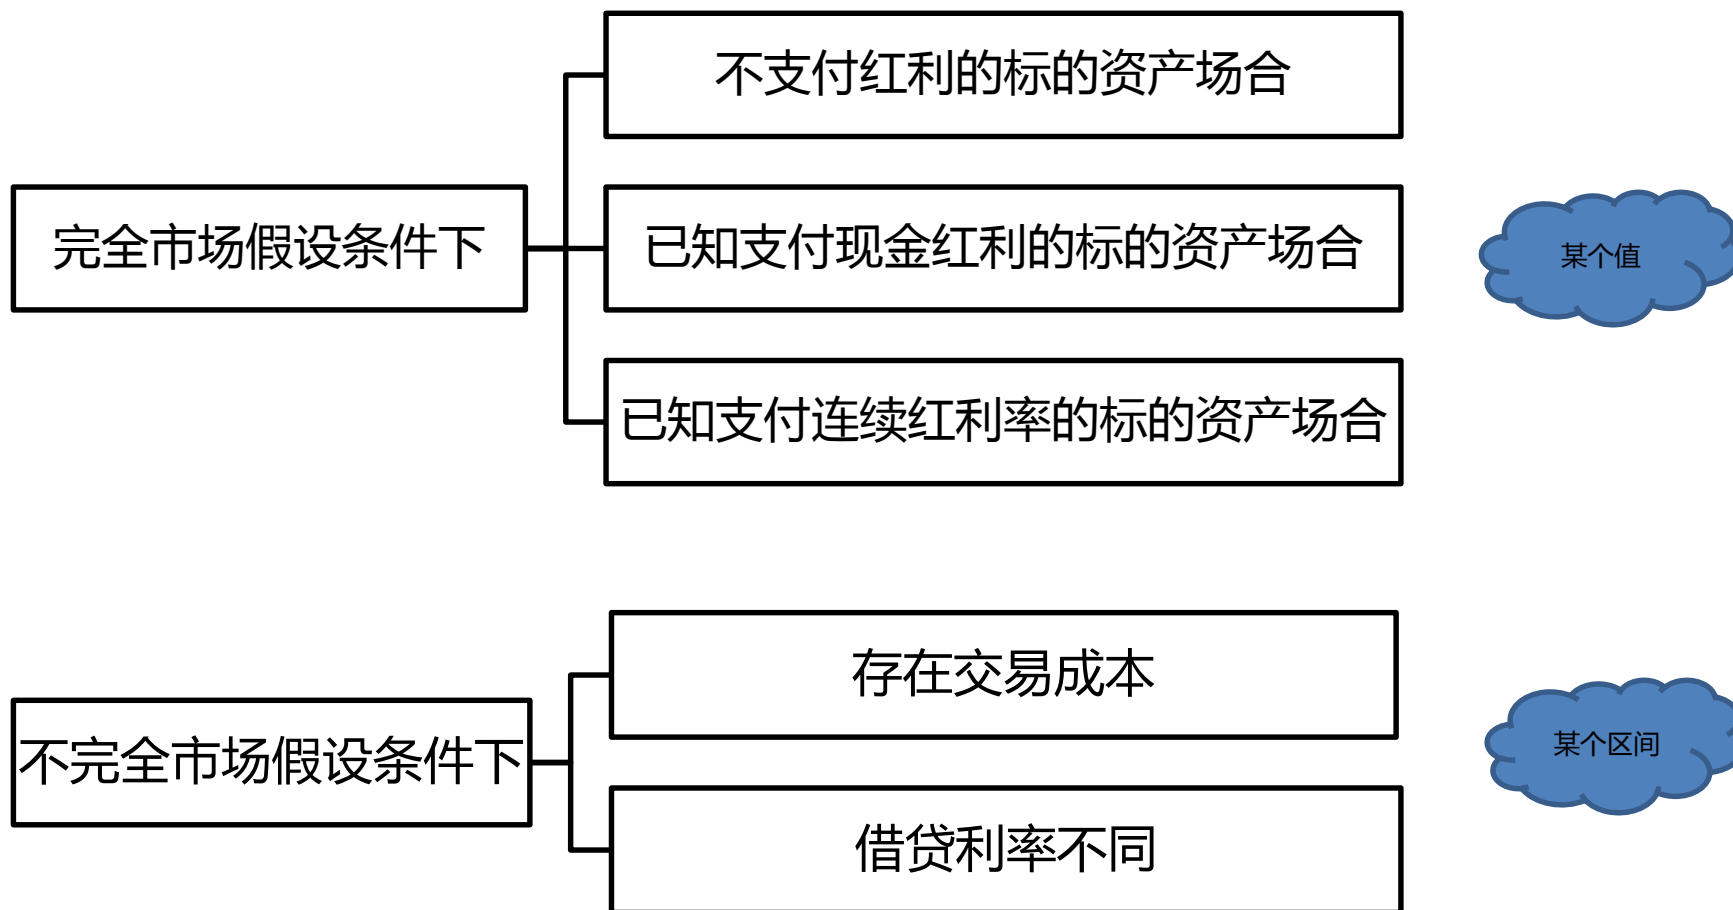 不支付红利的标的资产场合
完全市场假设条件下
已知支付现金红利的标的资产场合
某个值
已知支付连续红利率的标的资产场合
存在交易成本
不完全市场假设条件下
某个区间
借贷利率不同